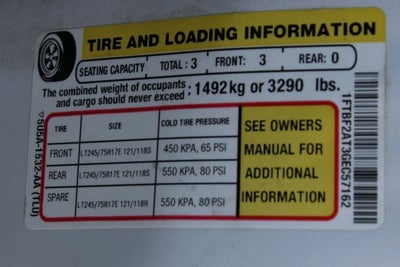 TIRE AND LOADING INFORMATION
SEATING CAPACITY TOTAL: 3 FRONT: 3 REAR: 0
The combined weight of occupants
and cargo should never exceed : 1492kg or 3290 lbs.
TIRE SIZE COLD TIRE PRESSURE
FRONT LT245/75R17E 121/118S 450 KPA, 65 PSI
REAR LT245/75R17E 121/118S 550 KPA, 80 PSI
SPARE LT245/75R17E 121/118R 550 KPA, 80 PSI
SEE OWNERS
MANUAL FOR
ADDITIONAL
INFORMATION
1FTBF2AT3GEC57162